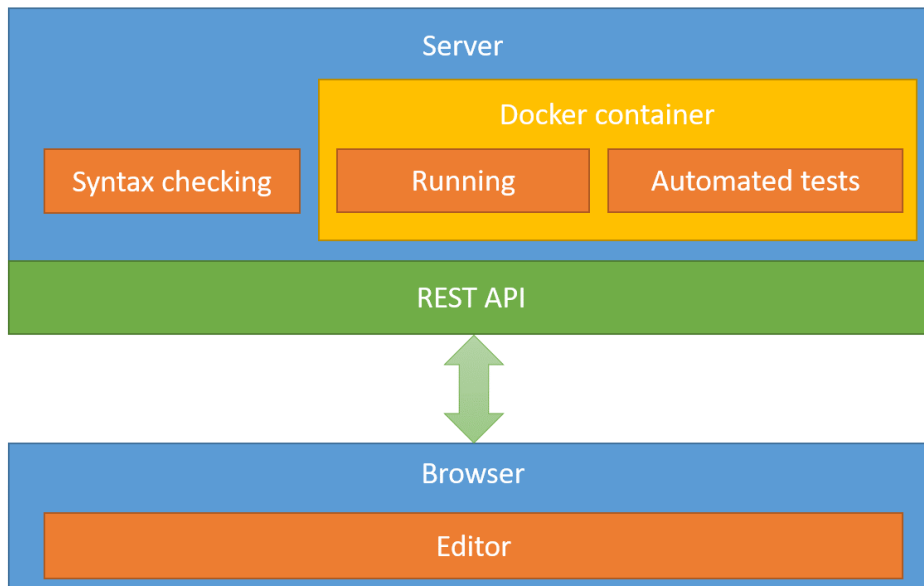 Server
Docker container
Syntax checking
Running
Automated tests
REST API
Browser
Editor